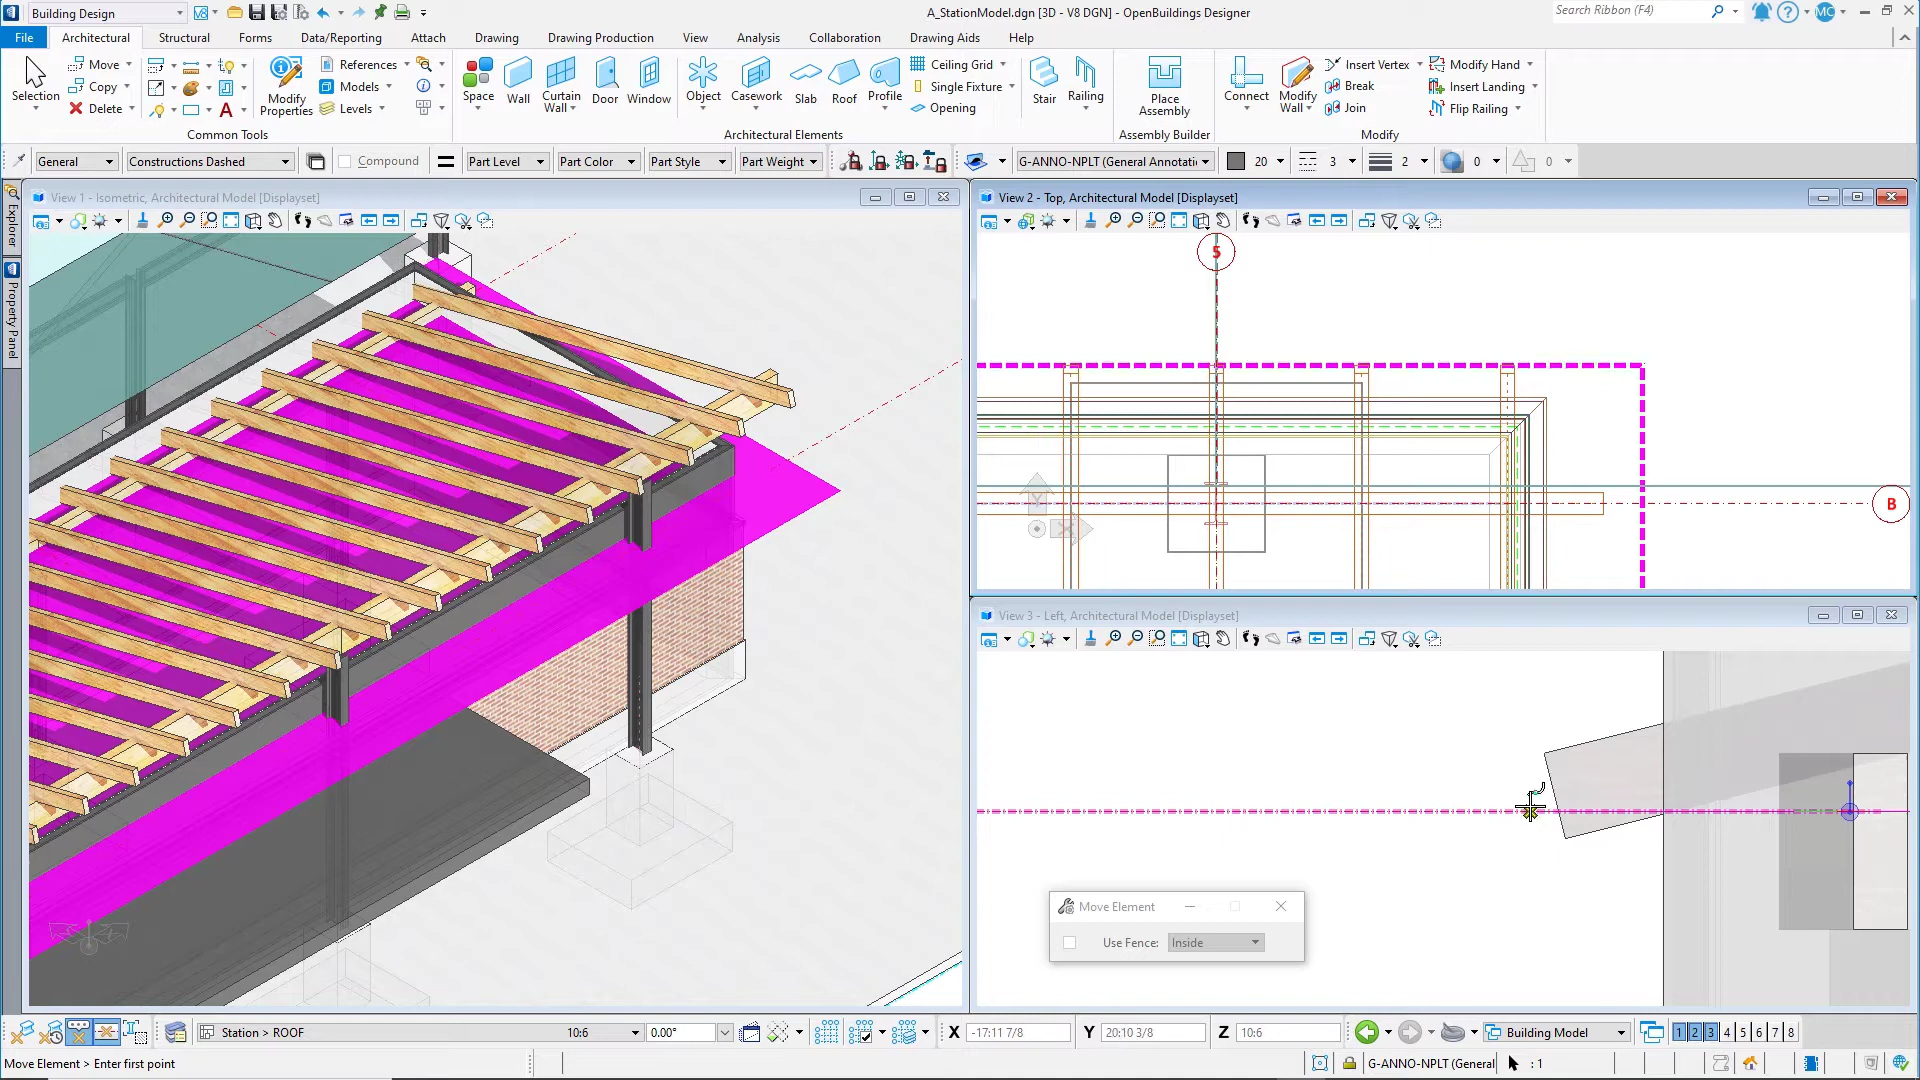 Building Design
A_StationModel.dgn [3D - V8 DGN] - OpenBuildings Designer
Search Ribbon (F4)
MC
File
Architectural
Structural
Forms
Data/Reporting
Attach
Drawing
Drawing Production
View
Analysis
Collaboration
Drawing Aids
Help
Selection
Move
Copy
Delete
Modify
Properties
References
Models
Levels
Common Tools
Space
Wall
Curtain
Wall
Door
Window
Object
Casework
Slab
Roof
Profile
Ceiling Grid
Single Fixture
Opening
Architectural Elements
Stair
Railing
Place
Assembly
Assembly Builder
Connect
Modify
Wall
Insert Vertex
Break
Join
Modify Hand
Insert Landing
Flip Railing
Modify
General
Constructions Dashed
Compound
Part Level
Part Color
Part Style
Part Weight
G-ANNO-NPLT (General Annotati
20
3
2
0
0
Explorer
Property Panel
View 1 - Isometric, Architectural Model [Displayset]
View 2 - Top, Architectural Model [Displayset]
5
B
Y
X
View 3 - Left, Architectural Model [Displayset]
Move Element
Use Fence:
Inside
Station > ROOF
10:6
0.00°
X
-17:11 7/8
Y
20:10 3/8
Z
10:6
Building Model
1 2 3 4 5 6 7 8
Move Element > Enter first point
G-ANNO-NPLT (General
: 1